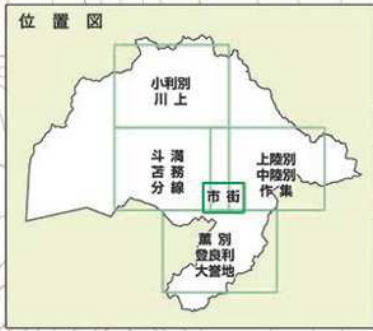 位置図
小利別
川上
斗満
苫務
分線
上陸別
中陸別
作集
市街
薫別
登良利
大誉地